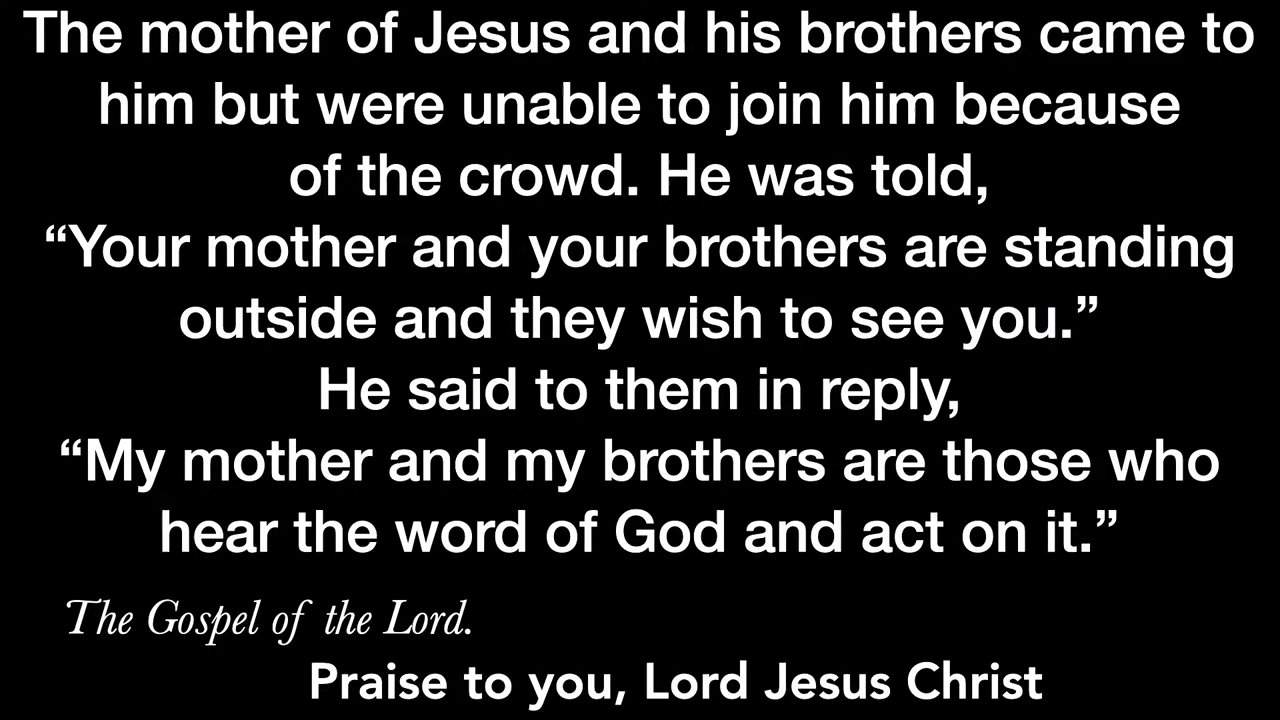 The mother of Jesus and his brothers came to
him but were unable to join him because
of the crowd. He was told,
“Your mother and your brothers are standing
outside and they wish to see you.”
He said to them in reply,
“My mother and my brothers are those who
hear the word of God and act on it.”
The Gospel of the Lord.
Praise to you, Lord Jesus Christ